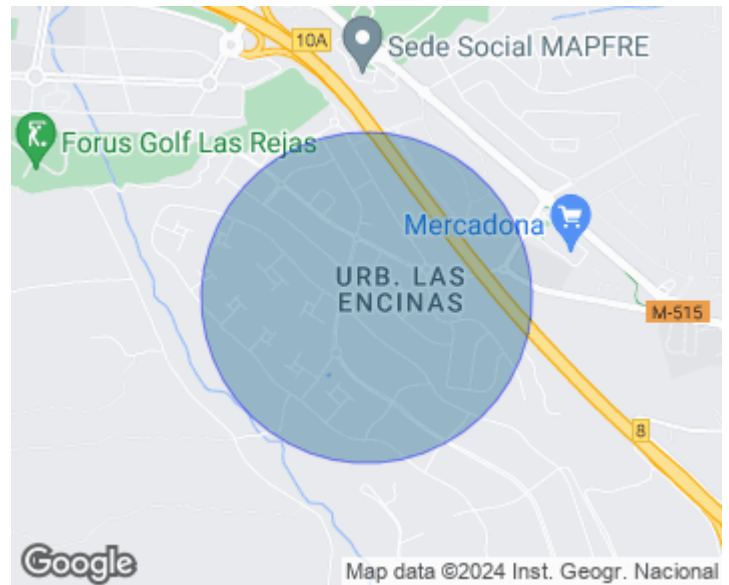 10A
Sede Social MAPFRE
Forus Golf Las Rejas
Mercadona
URB. LAS
ENCINAS
M-515
8
Google
Map data ©2024 Inst. Geogr. Nacional